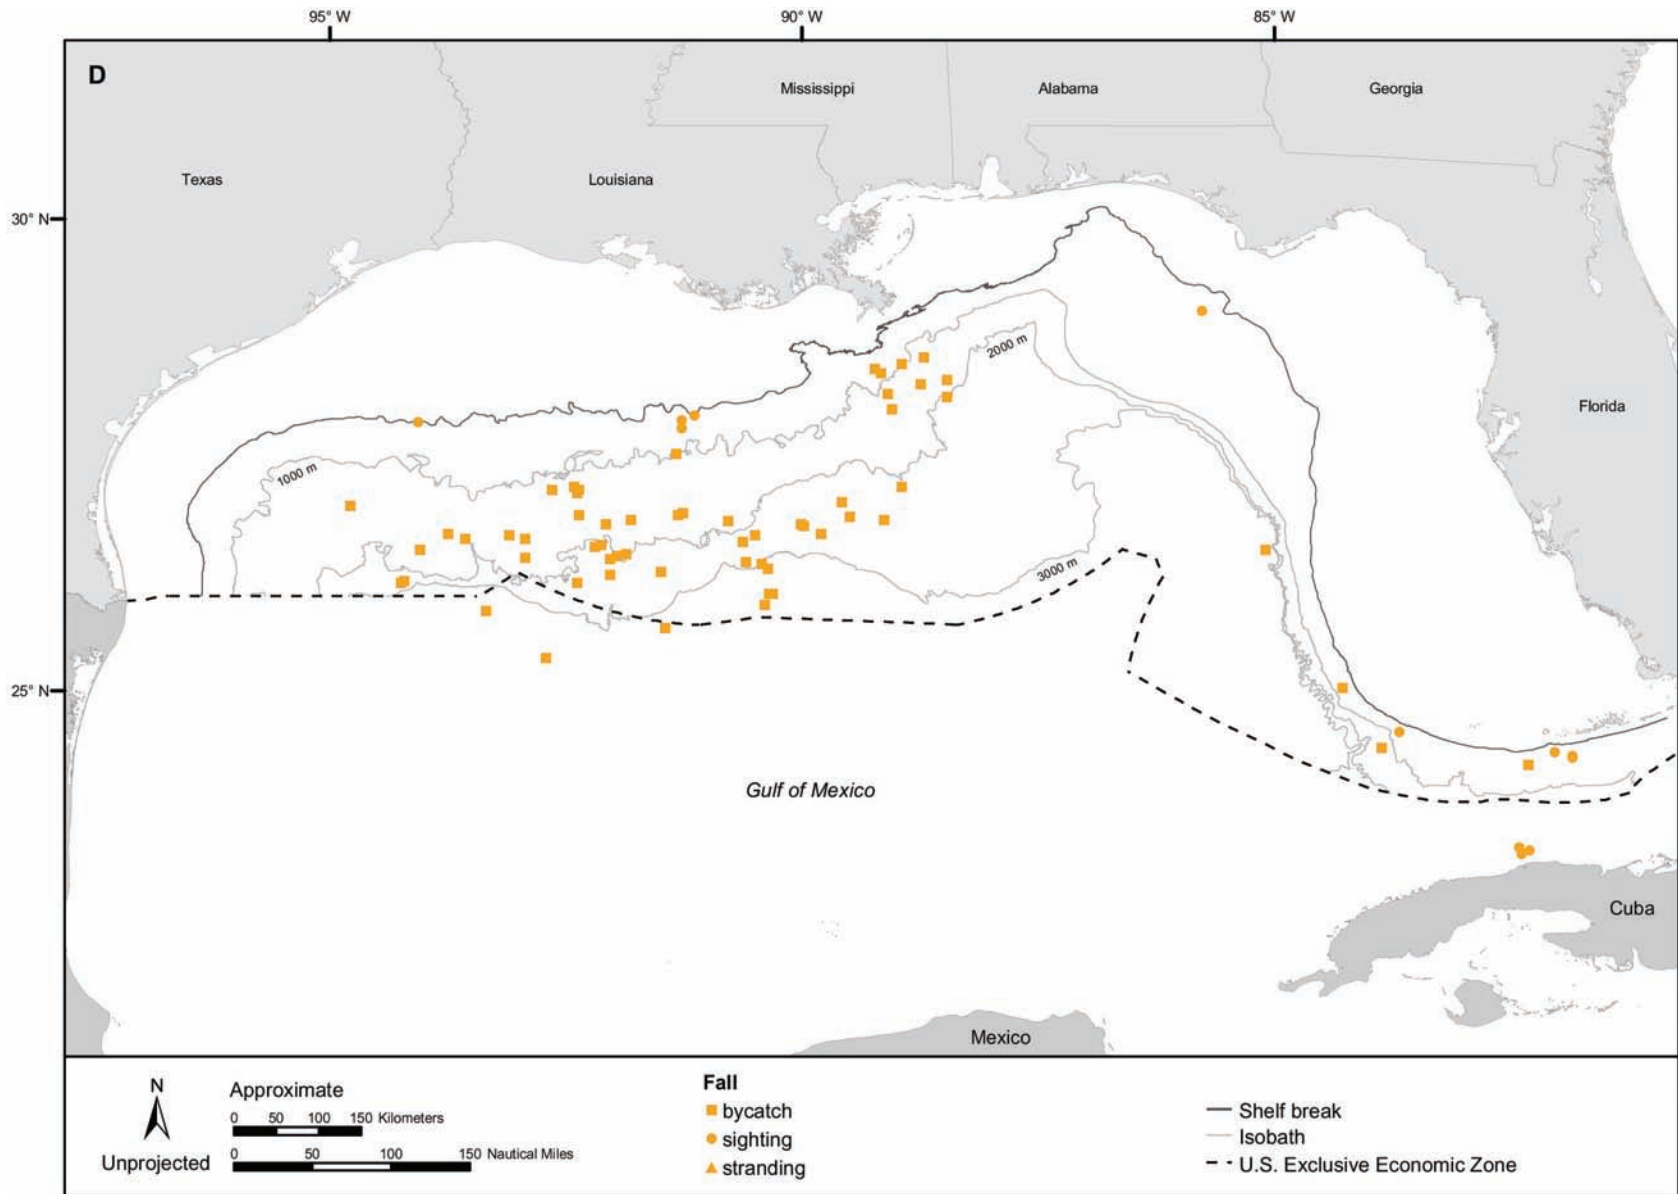 95° W 90° W 85° W
D
Mississippi Alabama Georgia
Texas Louisiana
30° N
2000 m
Florida
1000 m
3000 m
25° N
Gulf of Mexico
Cuba
Mexico
N
Unprojected
Approximate
0 50 100 150 Kilometers
0 50 100 150 Nautical Miles
Fall
bycatch
sighting
stranding
Shelf break
Isobath
U.S. Exclusive Economic Zone